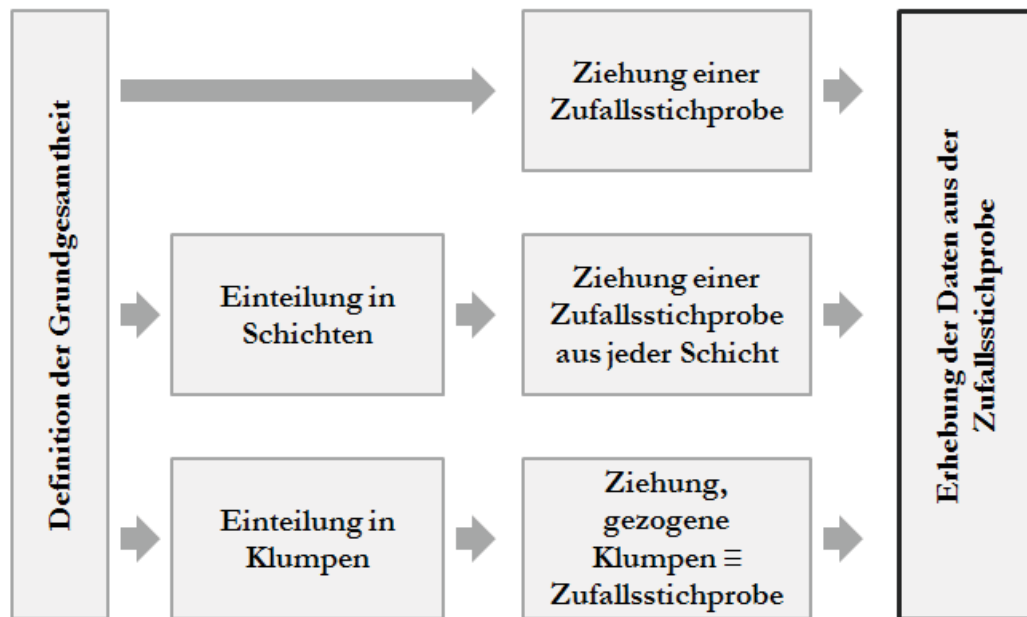 Definition der Grundgesamtheit
Ziehung einer
Zufallsstichprobe
Einteilung in
Schichten
Ziehung einer
Zufallsstichprobe
aus jeder Schicht
Einteilung in
Klumpen
Ziehung,
gezogene
Klumpen ≡
Zufallsstichprobe
Erhebung der Daten aus der
Zufallsstichprobe